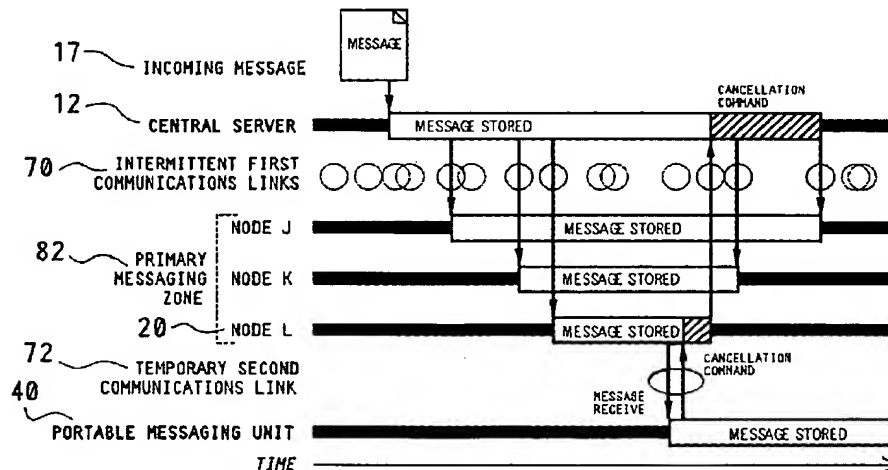 MESSAGE
17 INCOMING MESSAGE
CANCELLATION
COMMAND
12 CENTRAL SERVER
MESSAGE STORED
70 INTERMITTENT FIRST
COMMUNICATIONS LINKS
NODE J
MESSAGE STORED
82 PRIMARY
MESSAGING
ZONE
NODE K
MESSAGE STORED
20 NODE L
MESSAGE STORED
72 TEMPORARY SECOND
COMMUNICATIONS LINK
CANCELLATION
COMMAND
MESSAGE
RECEIVE
40 PORTABLE MESSAGING UNIT
MESSAGE STORED
TIME